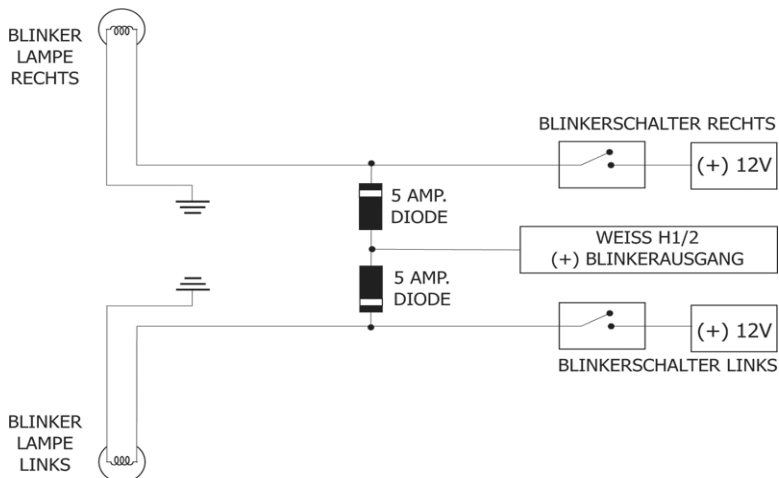 BLINKER
LAMPE
RECHTS
BLINKERSCHALTER RECHTS
(+) 12V
5 AMP.
DIODE
WEISS H1/2
(+) BLINKERAUSGANG
5 AMP.
DIODE
(+) 12V
BLINKERSCHALTER LINKS
BLINKER
LAMPE
LINKS